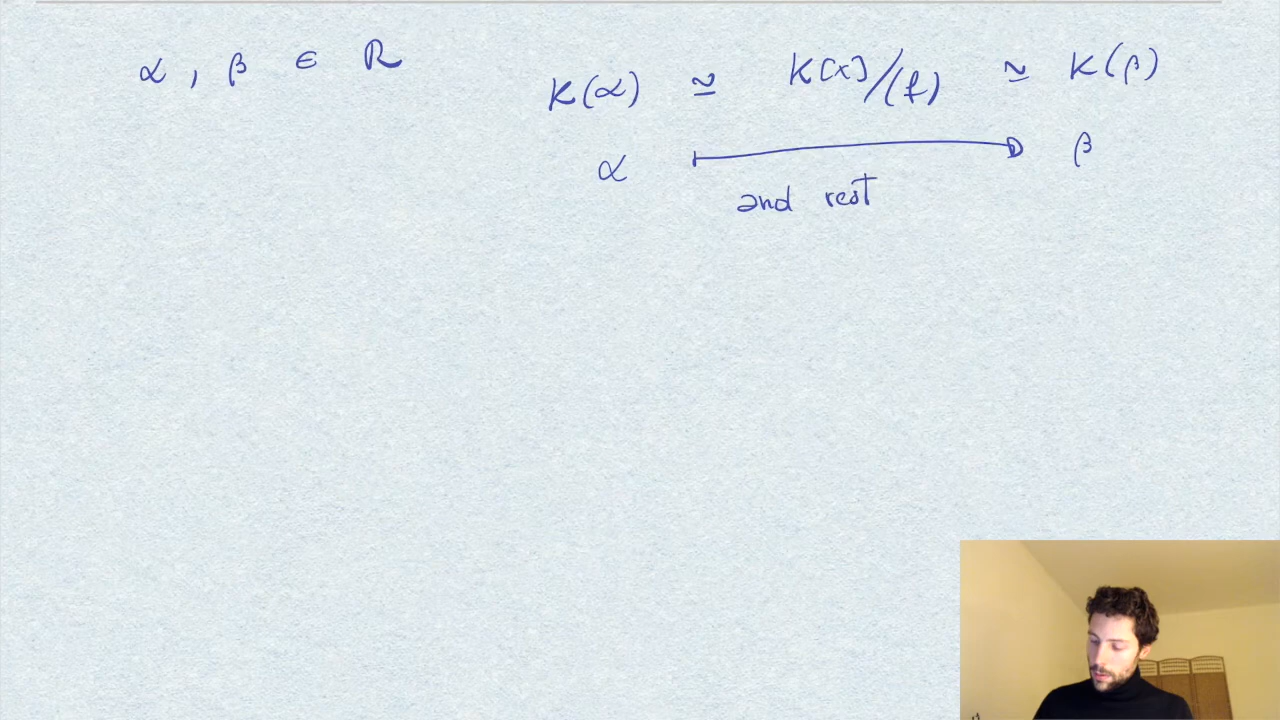 α, β ∈ R
K(α) ≃ K[x]/(f) ≃ K(β)
α ↦ β
and rest